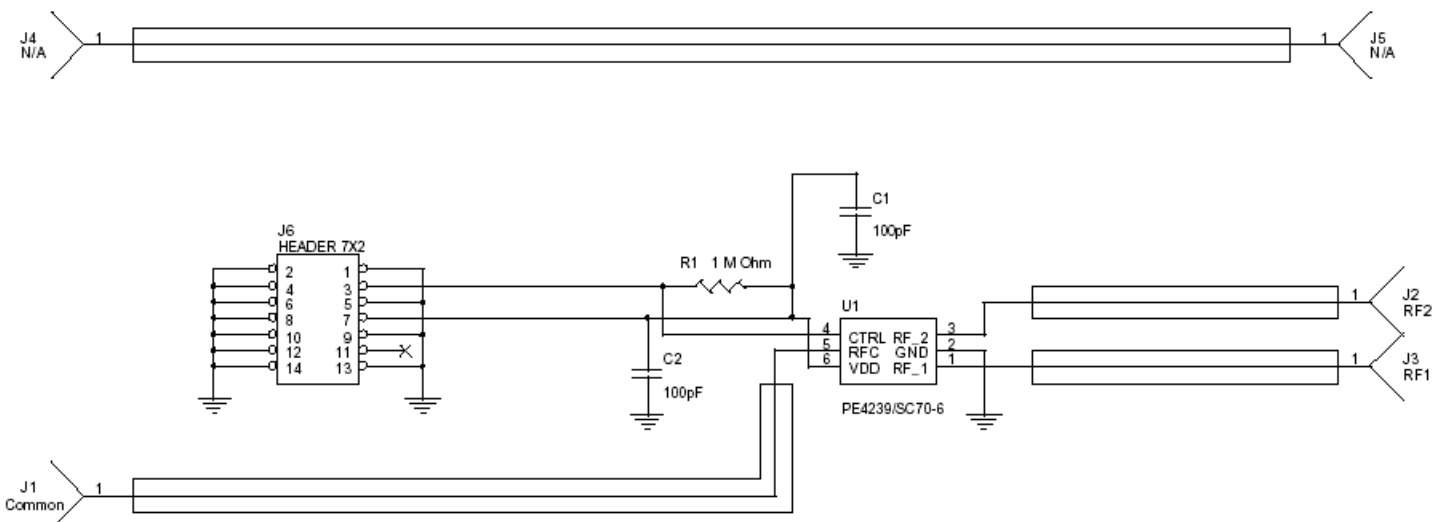 J4
N/A
1
1
J5
N/A
C1
100pF
J6
HEADER 7X2
R1 1 M Ohm
2 1
4 3
6 5
8 7
10 9
12 11
14 13
U1
4 CTRL RF_2 3
5 RFC GND 2
6 VDD RF_1 1
PE4239/SC70-6
1
J2
RF2
1
J3
RF1
C2
100pF
J1
Common
1